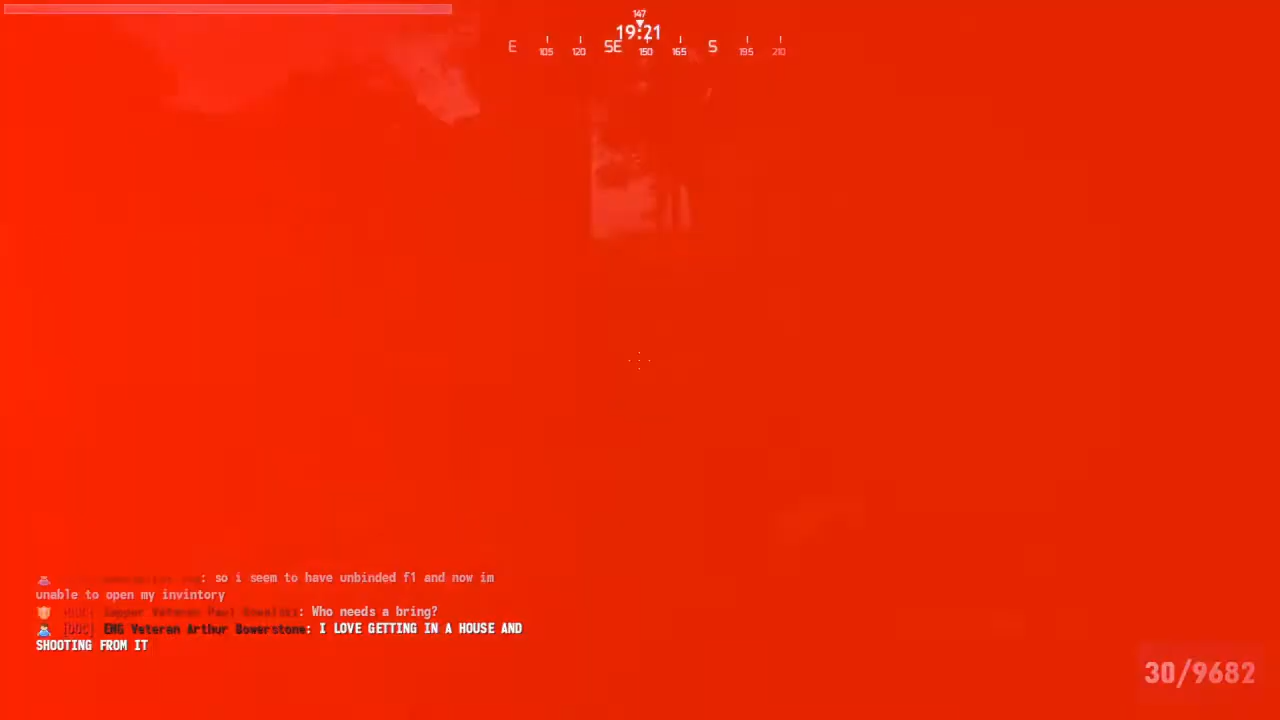 147
19:21
E 105 120 SE 150 165 S 195 210
: so i seem to have unbinded f1 and now im
unable to open my invintory
Veteran Paul : Who needs a bring?
ENG Veteran Arthur Bowerstone: I LOVE GETTING IN A HOUSE AND
SHOOTING FROM IT
30/9682